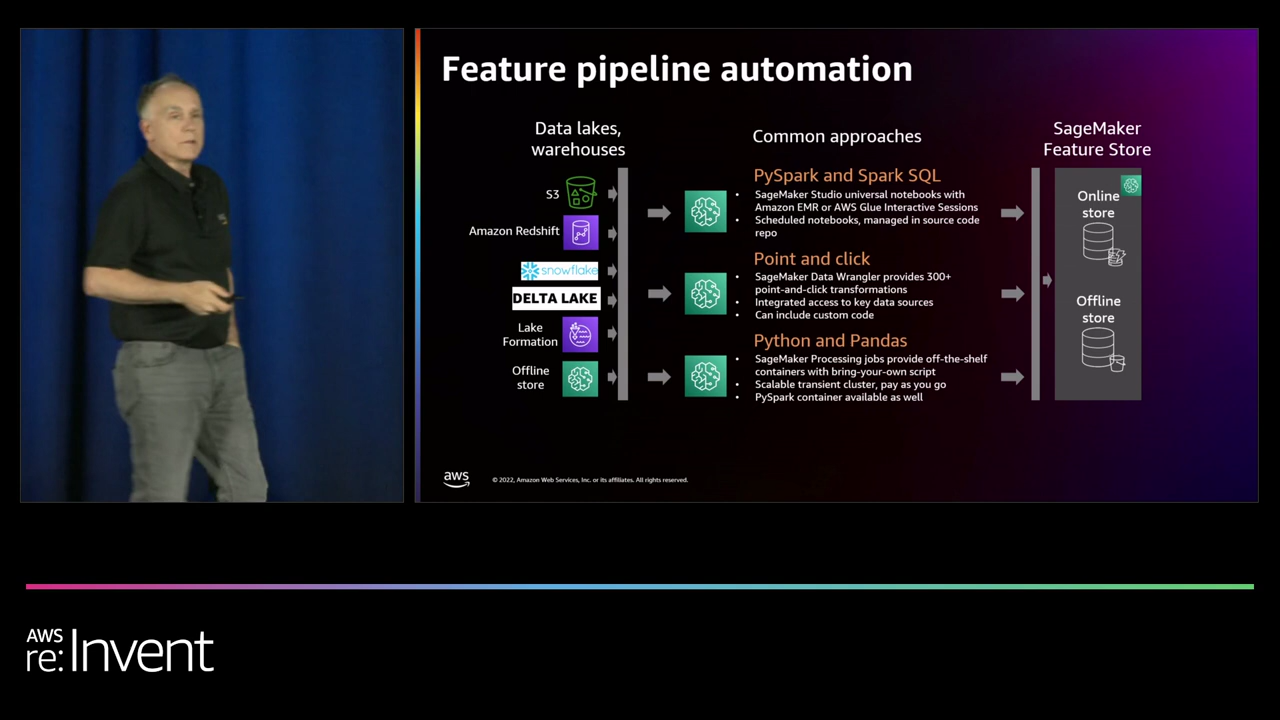 Feature pipeline automation
Data lakes,
warehouses
S3
Amazon Redshift
snowflake
DELTA LAKE
Lake
Formation
Offline
store
Common approaches
PySpark and Spark SQL
• SageMaker Studio universal notebooks with
Amazon EMR or AWS Glue Interactive Sessions
• Scheduled notebooks, managed in source code
repo
Point and click
• SageMaker Data Wrangler provides 300+
point-and-click transformations
• Integrated access to key data sources
• Can include custom code
Python and Pandas
• SageMaker Processing jobs provide off-the-shelf
containers with bring-your-own script
• Scalable transient cluster, pay as you go
• PySpark container available as well
SageMaker
Feature Store
Online
store
Offline
store
aws
© 2022, Amazon Web Services, Inc. or its affiliates. All rights reserved.
AWS
re:Invent